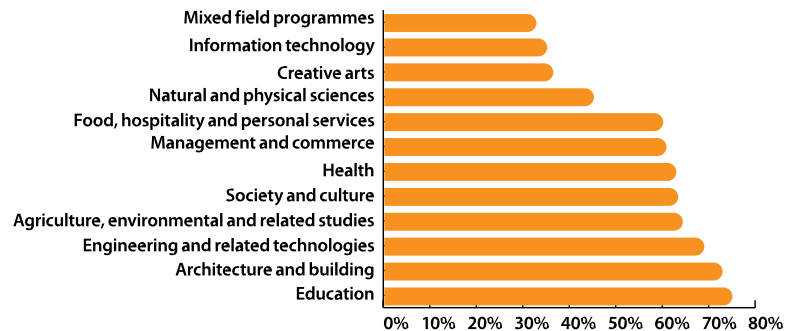 Mixed field programmes
Information technology
Creative arts
Natural and physical sciences
Food, hospitality and personal services
Management and commerce
Health
Society and culture
Agriculture, environmental and related studies
Engineering and related technologies
Architecture and building
Education
0% 10% 20% 30% 40% 50% 60% 70% 80%